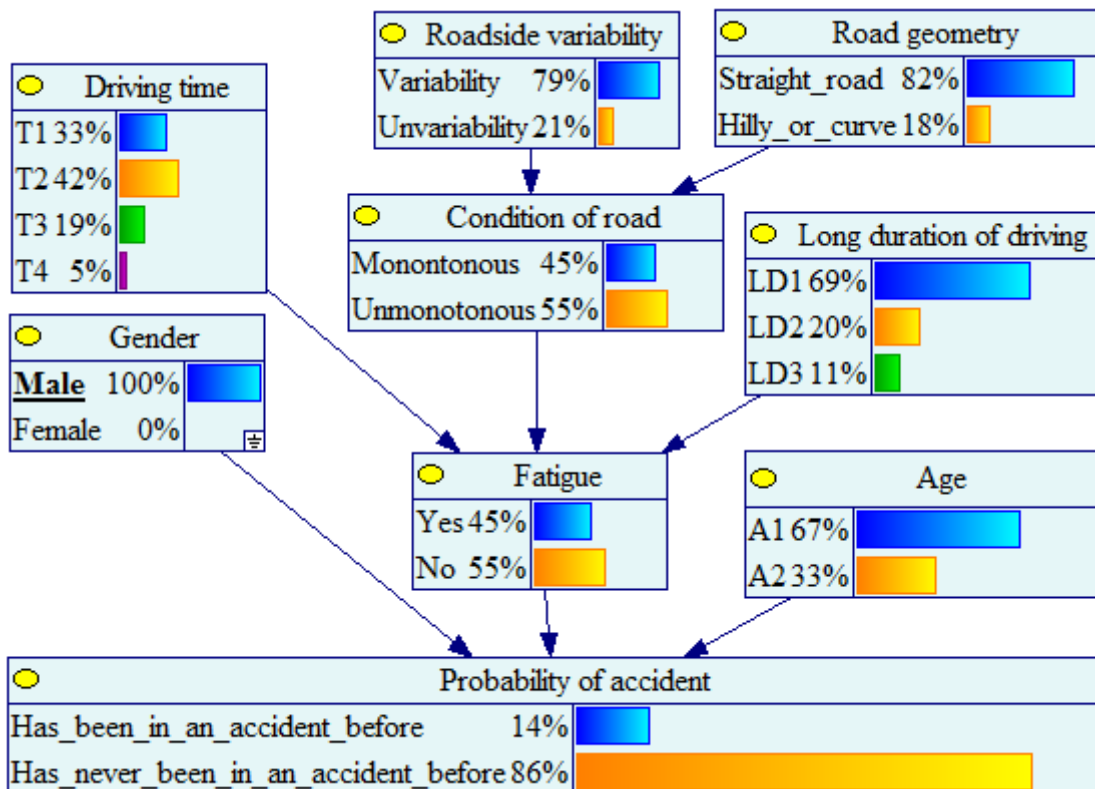 Roadside variability
Variability 79%
Unvariability 21%
Road geometry
Straight_road 82%
Hilly_or_curve 18%
Driving time
T1 33%
T2 42%
T3 19%
T4 5%
Condition of road
Monontonous 45%
Unmonotonous 55%
Long duration of driving
LD1 69%
LD2 20%
LD3 11%
Gender
Male 100%
Female 0%
Fatigue
Yes 45%
No 55%
Age
A1 67%
A2 33%
Probability of accident
Has_been_in_an_accident_before 14%
Has_never_been_in_an_accident_before 86%